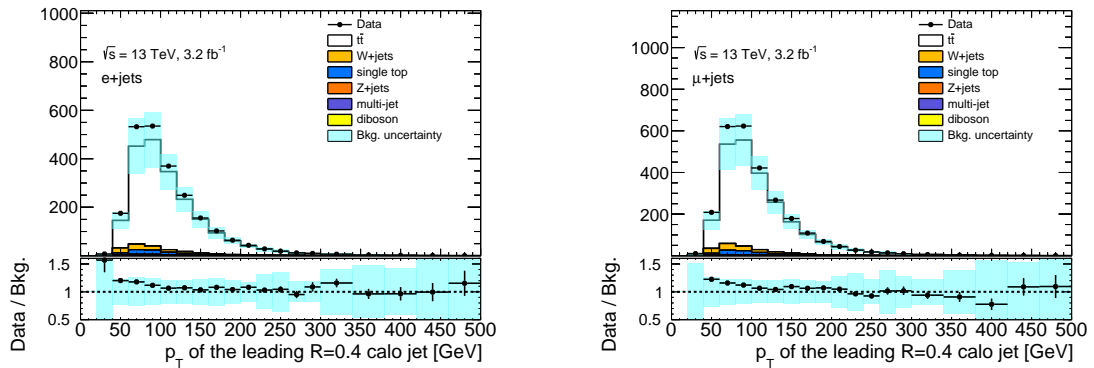 1000
800
600
400
200
√s = 13 TeV, 3.2 fb⁻¹
e+jets
Data
tt̄
W+jets
single top
Z+jets
multi-jet
diboson
Bkg. uncertainty
Data / Bkg.
1.5
1
0.5
0 50 100 150 200 250 300 350 400 450 500
p_T of the leading R=0.4 calo jet [GeV]
1000
800
600
400
200
√s = 13 TeV, 3.2 fb⁻¹
μ+jets
Data
tt̄
W+jets
single top
Z+jets
multi-jet
diboson
Bkg. uncertainty
Data / Bkg.
1.5
1
0.5
0 50 100 150 200 250 300 350 400 450 500
p_T of the leading R=0.4 calo jet [GeV]